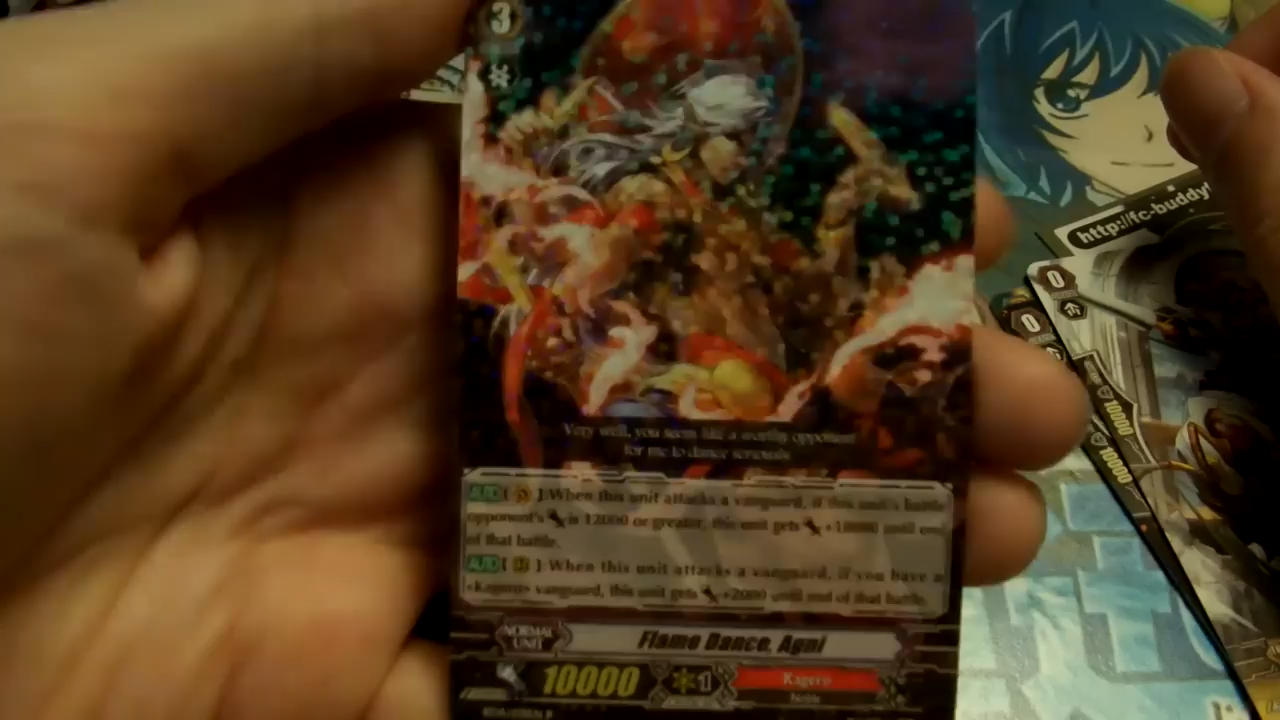 3
Very well, you seem like a worthy opponent
for me to dance seriously.
AUTO [ ]:When this unit attacks a vanguard, if this unit's battle
opponent's is 12000 or greater, this unit gets +10000 until end
of that battle.
AUTO [ ]:When this unit attacks a vanguard, if you have a
«Kagero» vanguard, this unit gets +2000 until end of that battle.
NORMAL
UNIT
Flame Dance, Agni
10000
1
Kagero
Noble
http://fc-buddy
0
0
10000
10000